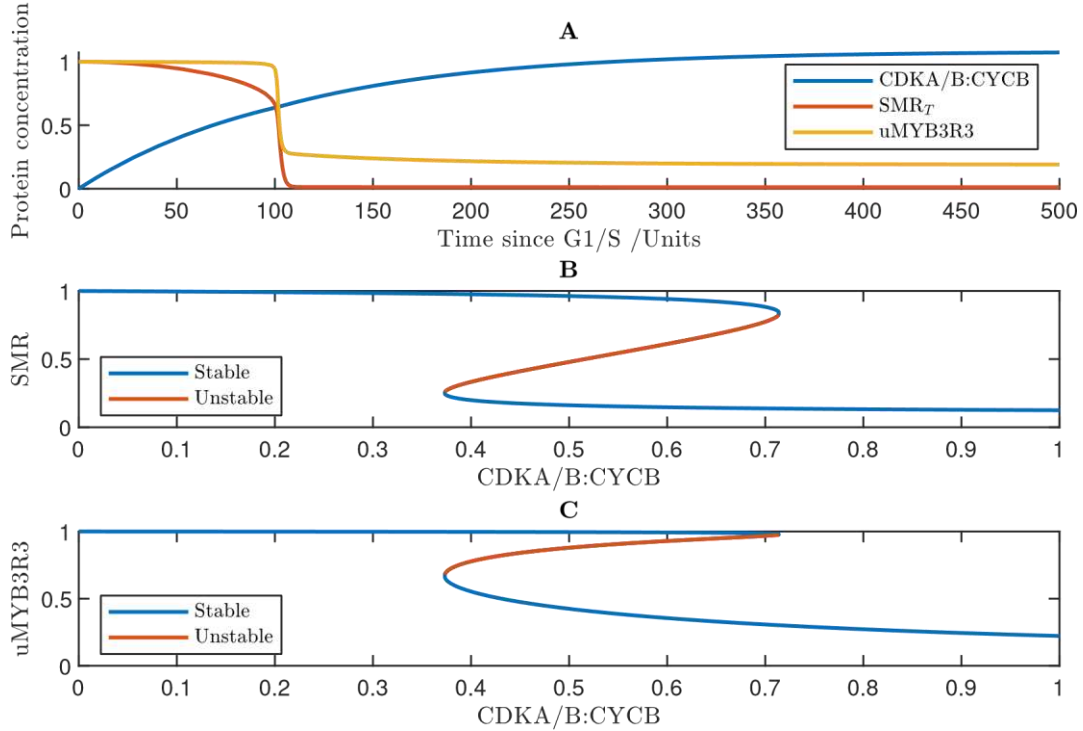 A
Protein concentration
1
0.5
0
CDKA/B:CYCB
SMR_T
uMYB3R3
0 50 100 150 200 250 300 350 400 450 500
Time since G1/S /Units
B
SMR
1
0.5
0
Stable
Unstable
0 0.1 0.2 0.3 0.4 0.5 0.6 0.7 0.8 0.9 1
CDKA/B:CYCB
C
uMYB3R3
1
0.5
0
Stable
Unstable
0 0.1 0.2 0.3 0.4 0.5 0.6 0.7 0.8 0.9 1
CDKA/B:CYCB